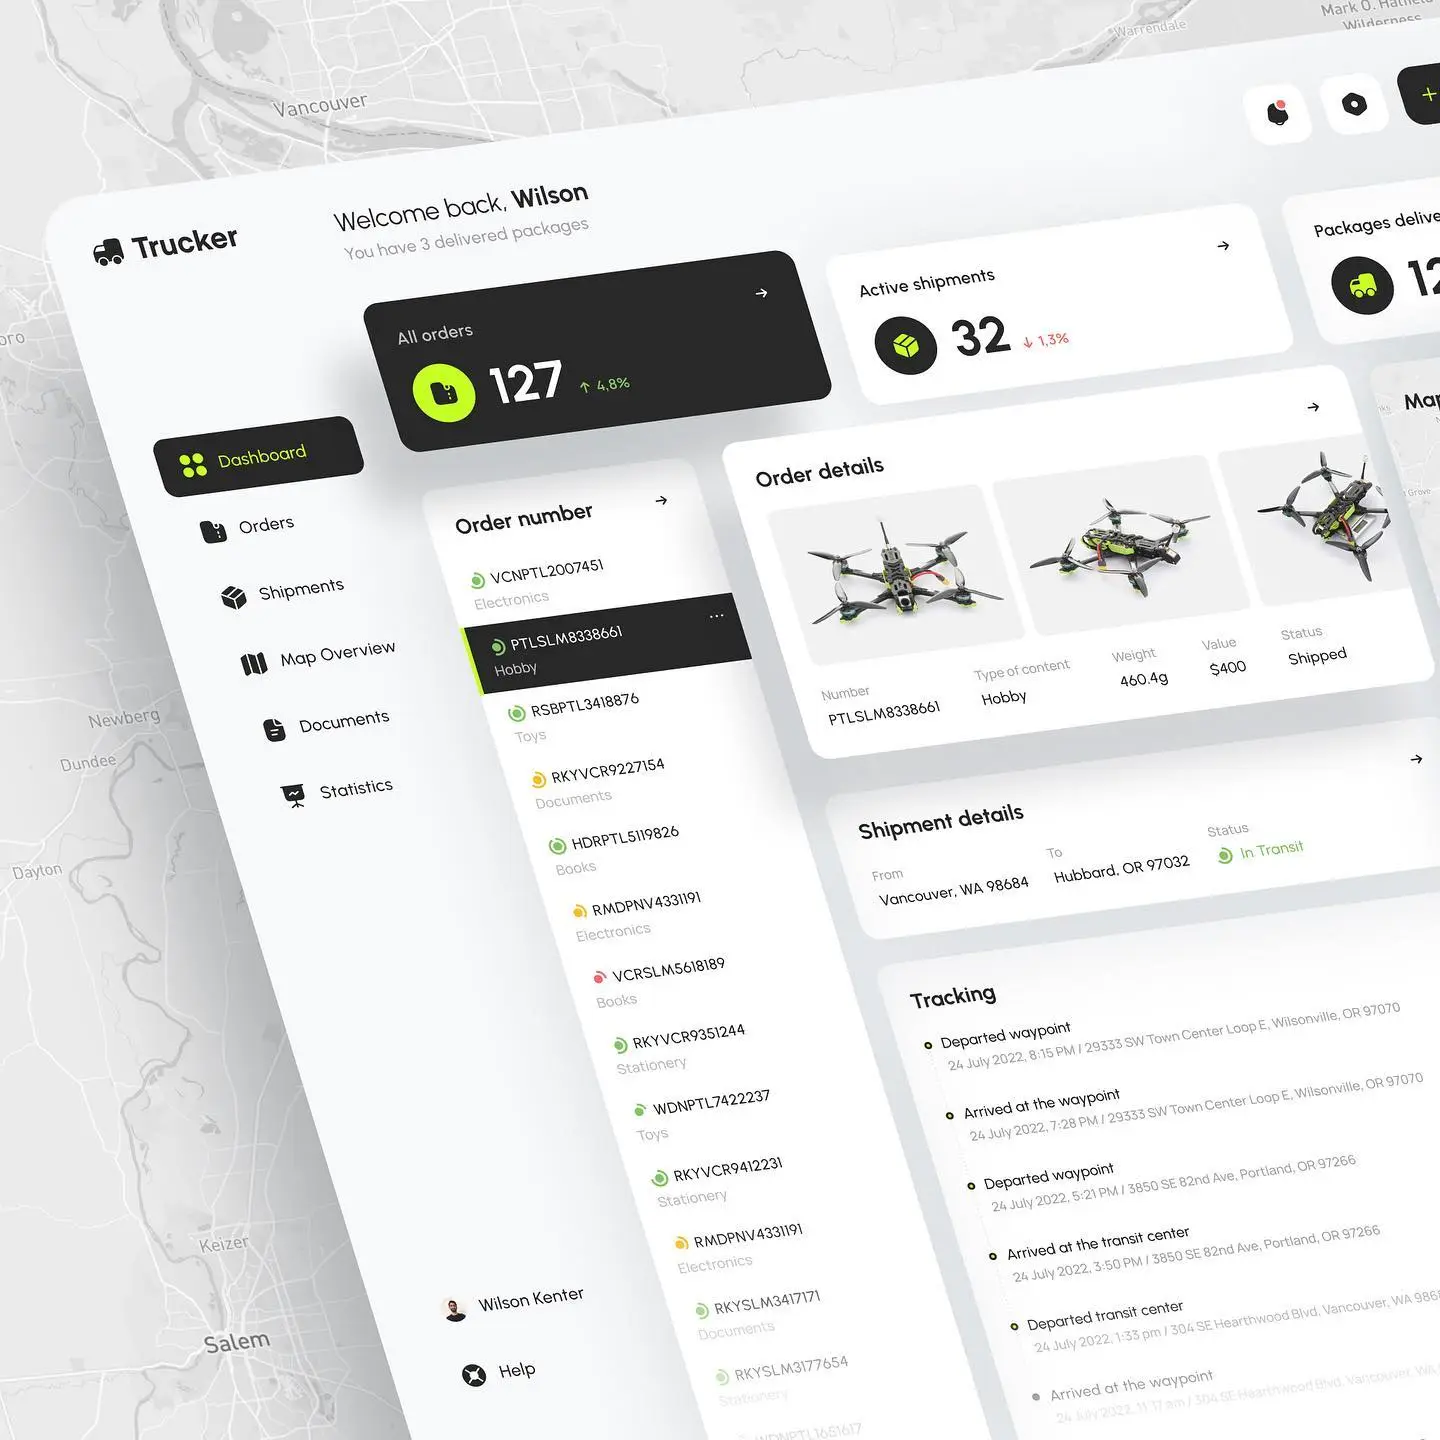 Mark O. Hatfield
Wilderness
Warrendale
Vancouver
Trucker
Welcome back, Wilson
You have 3 delivered packages
All orders
127
↑ 4,8%
Active shipments
32
↓ 1,3%
Packages delive
12
Dashboard
Orders
Shipments
Map Overview
Documents
Statistics
Wilson Kenter
Help
Order number
VCNPTL2007451
Electronics
PTLSLM8338661
Hobby
RSBPTL3418876
Toys
RKYVCR9227154
Documents
HDRPTL5119826
Books
RMDPNV4331191
Electronics
VCRSLM5618189
Books
RKYVCR9351244
Stationery
WDNPTL7422237
Toys
RKYVCR9412231
Stationery
RMDPNV4331191
Electronics
RKYSLM3417171
Documents
RKYSLM3177654
Stationery
WDNPTL1651617
Order details
Number
PTLSLM8338661
Type of content
Hobby
Weight
460.4g
Value
$400
Status
Shipped
Map
Grove
Shipment details
From
Vancouver, WA 98684
To
Hubbard, OR 97032
Status
In Transit
Tracking
Departed waypoint
24 July 2022, 8:15 PM / 29333 SW Town Center Loop E, Wilsonville, OR 97070
Arrived at the waypoint
24 July 2022, 7:28 PM / 29333 SW Town Center Loop E, Wilsonville, OR 97070
Departed waypoint
24 July 2022, 5:21 PM / 3850 SE 82nd Ave, Portland, OR 97266
Arrived at the transit center
24 July 2022, 3:50 PM / 3850 SE 82nd Ave, Portland, OR 97266
Departed transit center
24 July 2022, 1:33 pm / 304 SE Hearthwood Blvd, Vancouver, WA 9868
Arrived at the waypoint
24 July 2022, 11:17 am / 304 SE Hearthwood Blvd, Vancouver, WA
oro
Newberg
Dundee
Dayton
Keizer
Salem